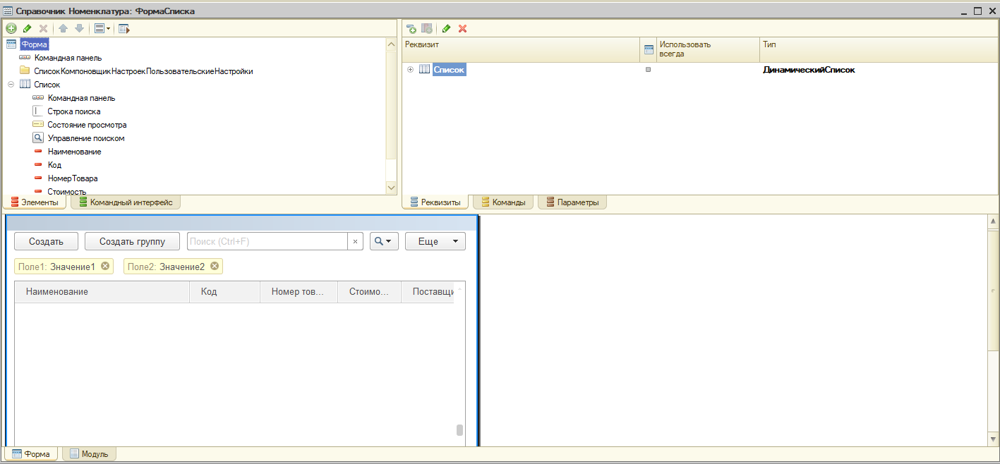 Справочник Номенклатура: ФормаСписка
Форма
Командная панель
СписокКомпоновщикНастроекПользовательскиеНастройки
Список
Командная панель
Строка поиска
Состояние просмотра
Управление поиском
Наименование
Код
НомерТовара
Стоимость
Элементы Командный интерфейс
Реквизит Использовать всегда Тип
Список ДинамическийСписок
Реквизиты Команды Параметры
Создать Создать группу Поиск (Ctrl+F) × Еще
Поле1: Значение1 Поле2: Значение2
Наименование Код Номер тов... Стоимо... Поставщи
Форма Модуль